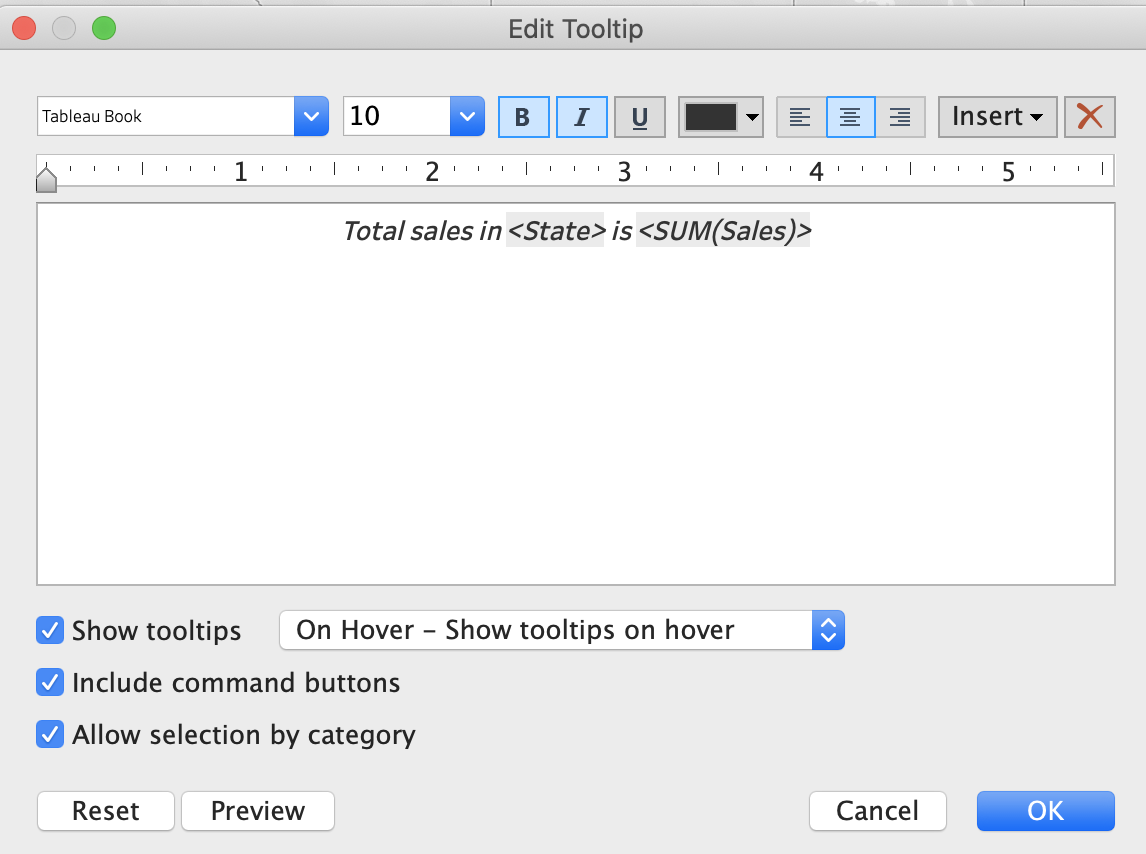 Edit Tooltip
Tableau Book 10 B I U Insert
1 2 3 4 5
Total sales in <State> is <SUM(Sales)>
Show tooltips On Hover – Show tooltips on hover
Include command buttons
Allow selection by category
Reset Preview Cancel OK